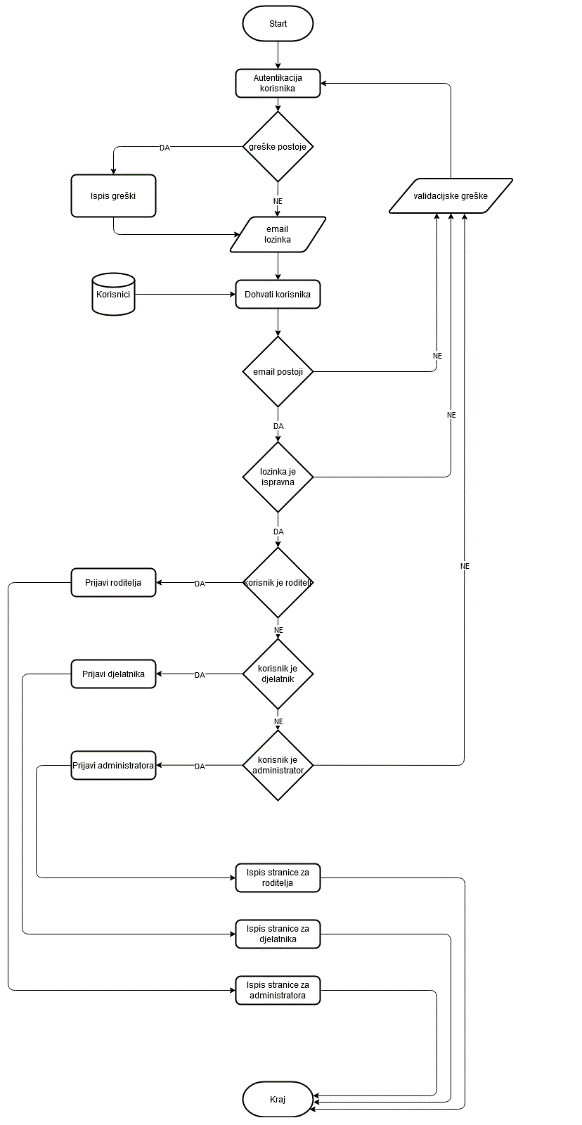 Start
Autentikacija
korisnika
greške postoje
DA
Ispis greški
NE
validacijske greške
email
lozinka
Korisnici
Dohvati korisnika
email postoji
NE
DA
NE
lozinka je
ispravna
DA
NE
Prijavi roditelja
DA
korisnik je roditelj
NE
Prijavi djelatnika
DA
korisnik je
djelatnik
NE
Prijavi administratora
DA
korisnik je
administrator
Ispis stranice za
roditelja
Ispis stranice za
djelatnika
Ispis stranice za
administratora
Kraj